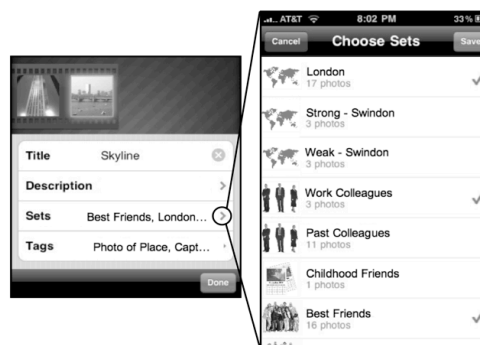 Title Skyline
Description
Sets Best Friends, London...
Tags Photo of Place, Capt...
Done
AT&T 8:02 PM 33%
Cancel Choose Sets Save
London
17 photos
Strong - Swindon
3 photos
Weak - Swindon
3 photos
Work Colleagues
3 photos
Past Colleagues
11 photos
Childhood Friends
1 photos
Best Friends
16 photos